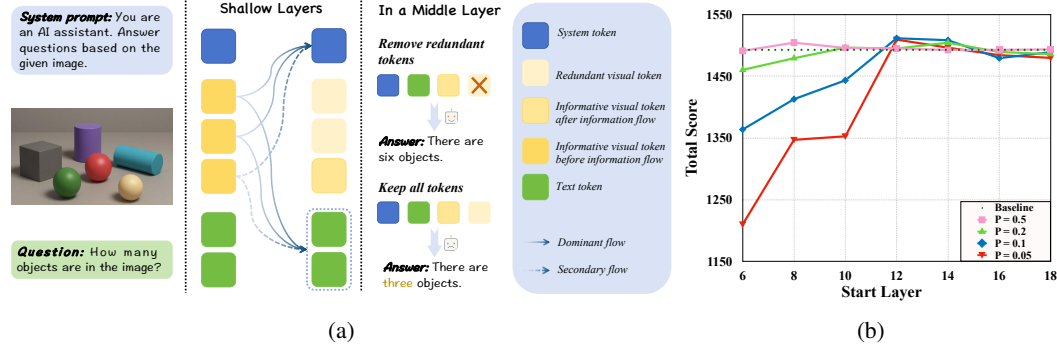 System prompt: You are
an AI assistant. Answer
questions based on the
given image.
Question: How many
objects are in the image?
Shallow Layers
In a Middle Layer
Remove redundant
tokens
Answer: There are
six objects.
Keep all tokens
Answer: There are
three objects.
System token
Redundant visual token
Informative visual token
after information flow
Informative visual token
before information flow
Text token
Dominant flow
Secondary flow
(a)
Total Score
1550
1450
1350
1250
1150
6 8 10 12 14 16 18
Start Layer
Baseline
P = 0.5
P = 0.2
P = 0.1
P = 0.05
(b)